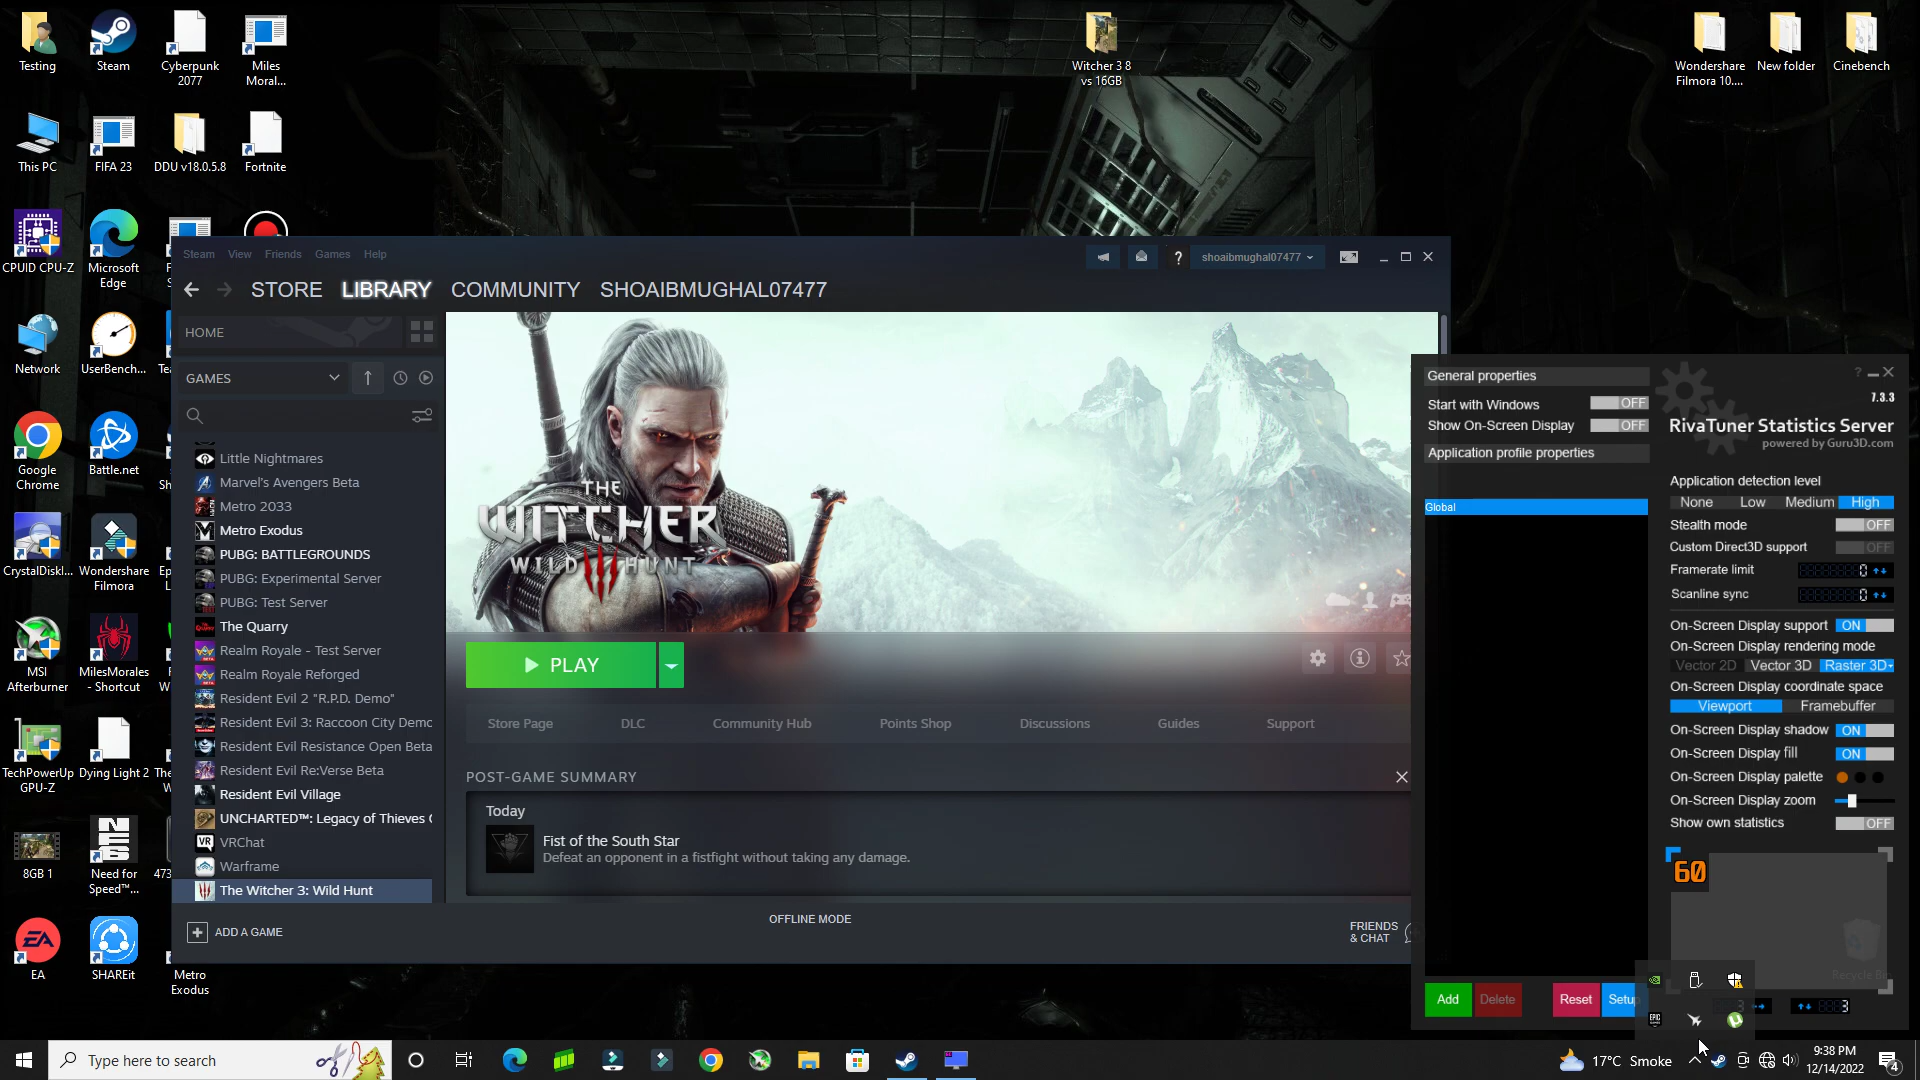 Testing
Steam
Cyberpunk
2077
Miles
Moral...
Witcher 3 8
vs 16GB
Wondershare
Filmora 10....
New folder
Cinebench
This PC
FIFA 23
DDU v18.0.5.8
Fortnite
CPUID CPU-Z
Microsoft
Edge
Network
UserBench...
Google
Chrome
Battle.net
CrystalDiskI...
Wondershare
Filmora
MSI
Afterburner
MilesMorales
- Shortcut
TechPowerUp
GPU-Z
Dying Light 2
8GB 1
Need for
Speed™...
473
EA
SHAREit
Metro
Exodus
Steam View Friends Games Help
shoaibmughal07477
STORE LIBRARY COMMUNITY SHOAIBMUGHAL07477
HOME
GAMES
Little Nightmares
Marvel's Avengers Beta
Metro 2033
Metro Exodus
PUBG: BATTLEGROUNDS
PUBG: Experimental Server
PUBG: Test Server
The Quarry
Realm Royale - Test Server
Realm Royale Reforged
Resident Evil 2 "R.P.D. Demo"
Resident Evil 3: Raccoon City Demo
Resident Evil Resistance Open Beta
Resident Evil Re:Verse Beta
Resident Evil Village
UNCHARTED™: Legacy of Thieves
VRChat
Warframe
The Witcher 3: Wild Hunt
ADD A GAME
THE
WITCHER
WILD HUNT
PLAY
Store Page DLC Community Hub Points Shop Discussions Guides Support
POST-GAME SUMMARY
Today
Fist of the South Star
Defeat an opponent in a fistfight without taking any damage.
OFFLINE MODE
FRIENDS
& CHAT
General properties
Start with Windows OFF
Show On-Screen Display OFF
Application profile properties
Global
Add Delete Reset Setup
7.3.3
RivaTuner Statistics Server
powered by Guru3D.com
Application detection level
None Low Medium High
Stealth mode OFF
Custom Direct3D support OFF
Framerate limit 0
Scanline sync 0
On-Screen Display support ON
On-Screen Display rendering mode
Vector 2D Vector 3D Raster 3D
On-Screen Display coordinate space
Viewport Framebuffer
On-Screen Display shadow ON
On-Screen Display fill ON
On-Screen Display palette
On-Screen Display zoom
Show own statistics OFF
60
3 3
Type here to search
17°C Smoke
9:38 PM
12/14/2022
4